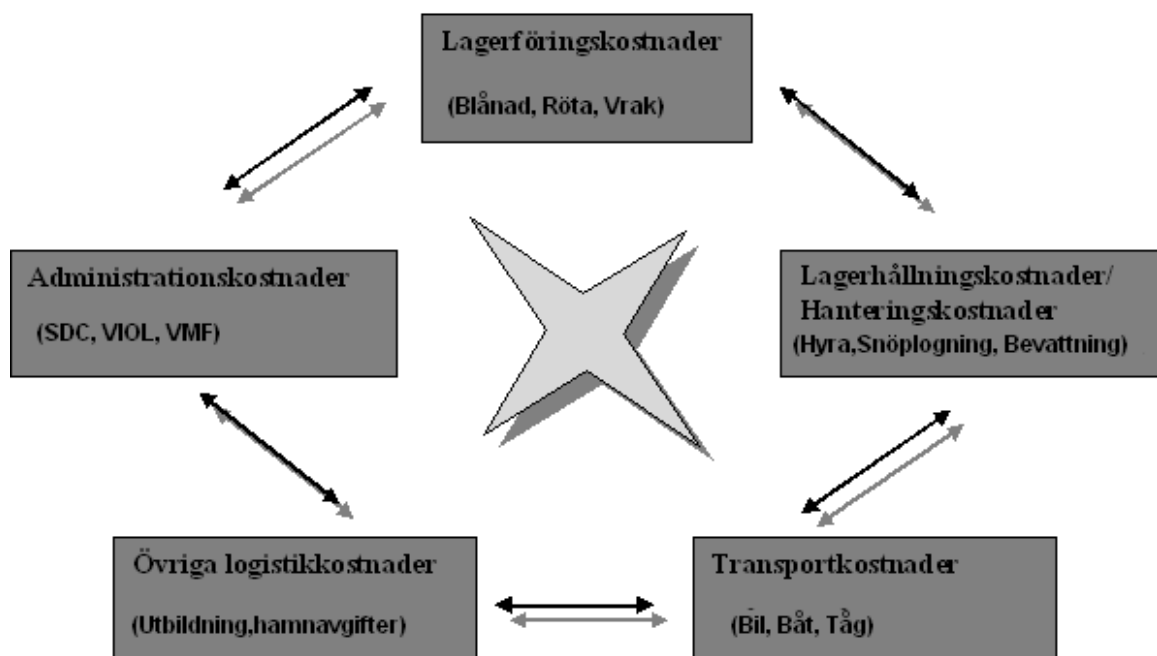 Lagerföringskostnader
(Blånad, Röta, Vrak)
Administrationskostnader
(SDC, VIOL, VMF)
Lagerhållningskostnader/
Hanteringskostnader
(Hyra,Snöplogning, Bevattning)
Övriga logistikkostnader
(Utbildning,hamnavgifter)
Transportkostnader
(Bil, Båt, Tåg)